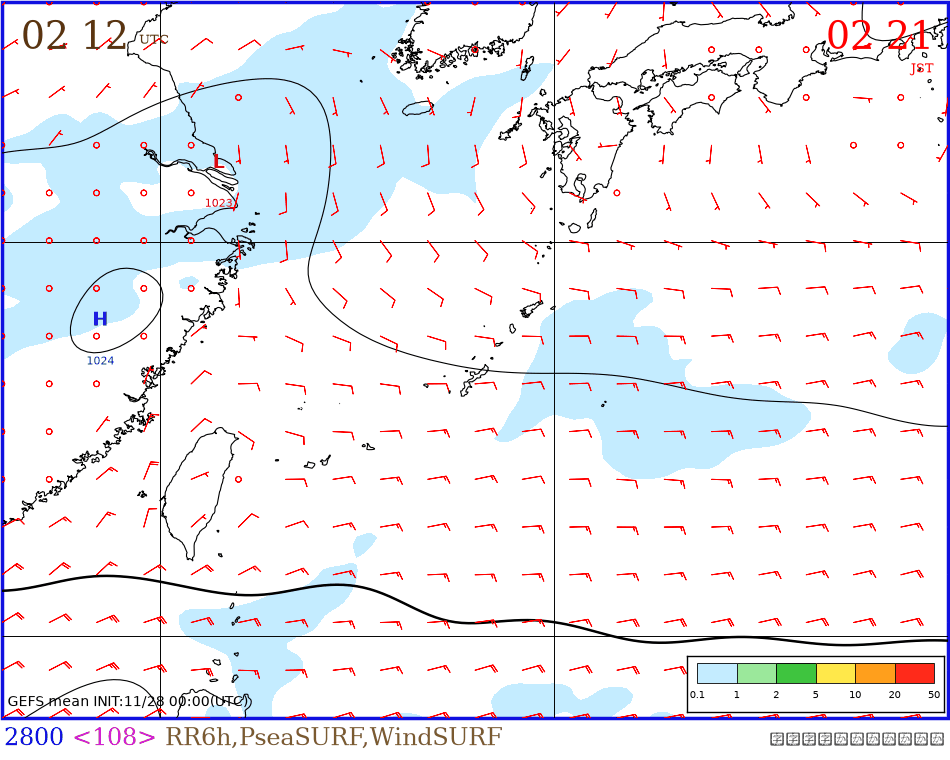 02 12 UTC
02 21 JST
L
1023
H
1024
GEFS mean INIT:11/28 00:00(UTC))
0.1 1 2 5 10 20 50
2800 <108> RR6h,PseaSURF,WindSURF